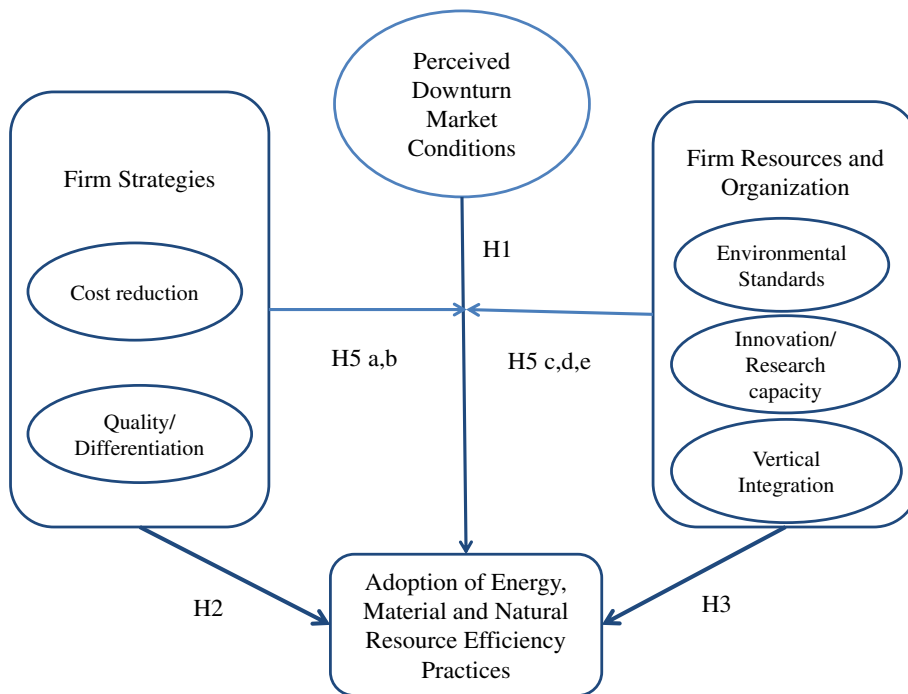 Perceived
Downturn
Market
Conditions
Firm Strategies
Cost reduction
Quality/
Differentiation
Firm Resources and
Organization
Environmental
Standards
Innovation/
Research
capacity
Vertical
Integration
H1
H5 a,b
H5 c,d,e
H2
H3
Adoption of Energy,
Material and Natural
Resource Efficiency
Practices